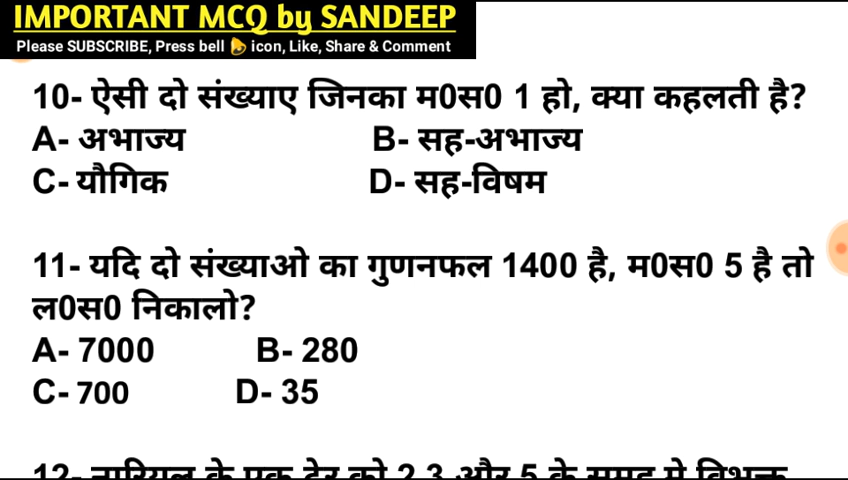 IMPORTANT MCQ by SANDEEP
Please SUBSCRIBE, Press bell icon, Like, Share & Comment
10- ऐसी दो संख्याए जिनका म0स0 1 हो, क्या कहलती है?
A- अभाज्य B- सह-अभाज्य
C- यौगिक D- सह-विषम
11- यदि दो संख्याओ का गुणनफल 1400 है, म0स0 5 है तो
ल0स0 निकालो?
A- 7000 B- 280
C- 700 D- 35
12- नारियल के एक ढेर को 2,3 और 5 के समूह मे विभक्त